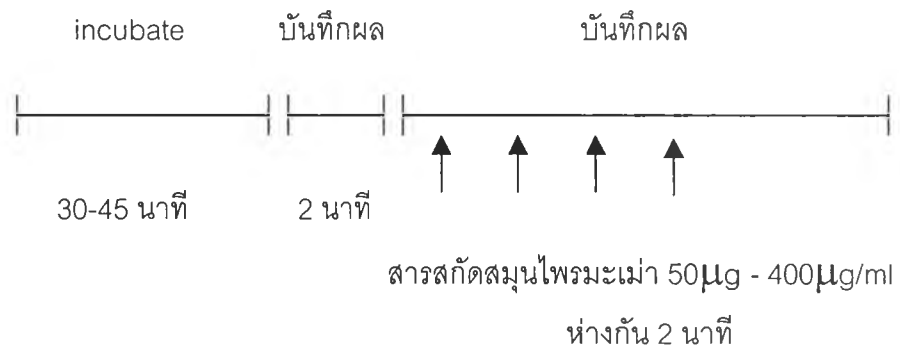 incubate บันทึกผล บันทึกผล
30-45 นาที 2 นาที
สารสกัดสมุนไพรมะเม่า 50µg - 400µg/ml
ห่างกัน 2 นาที